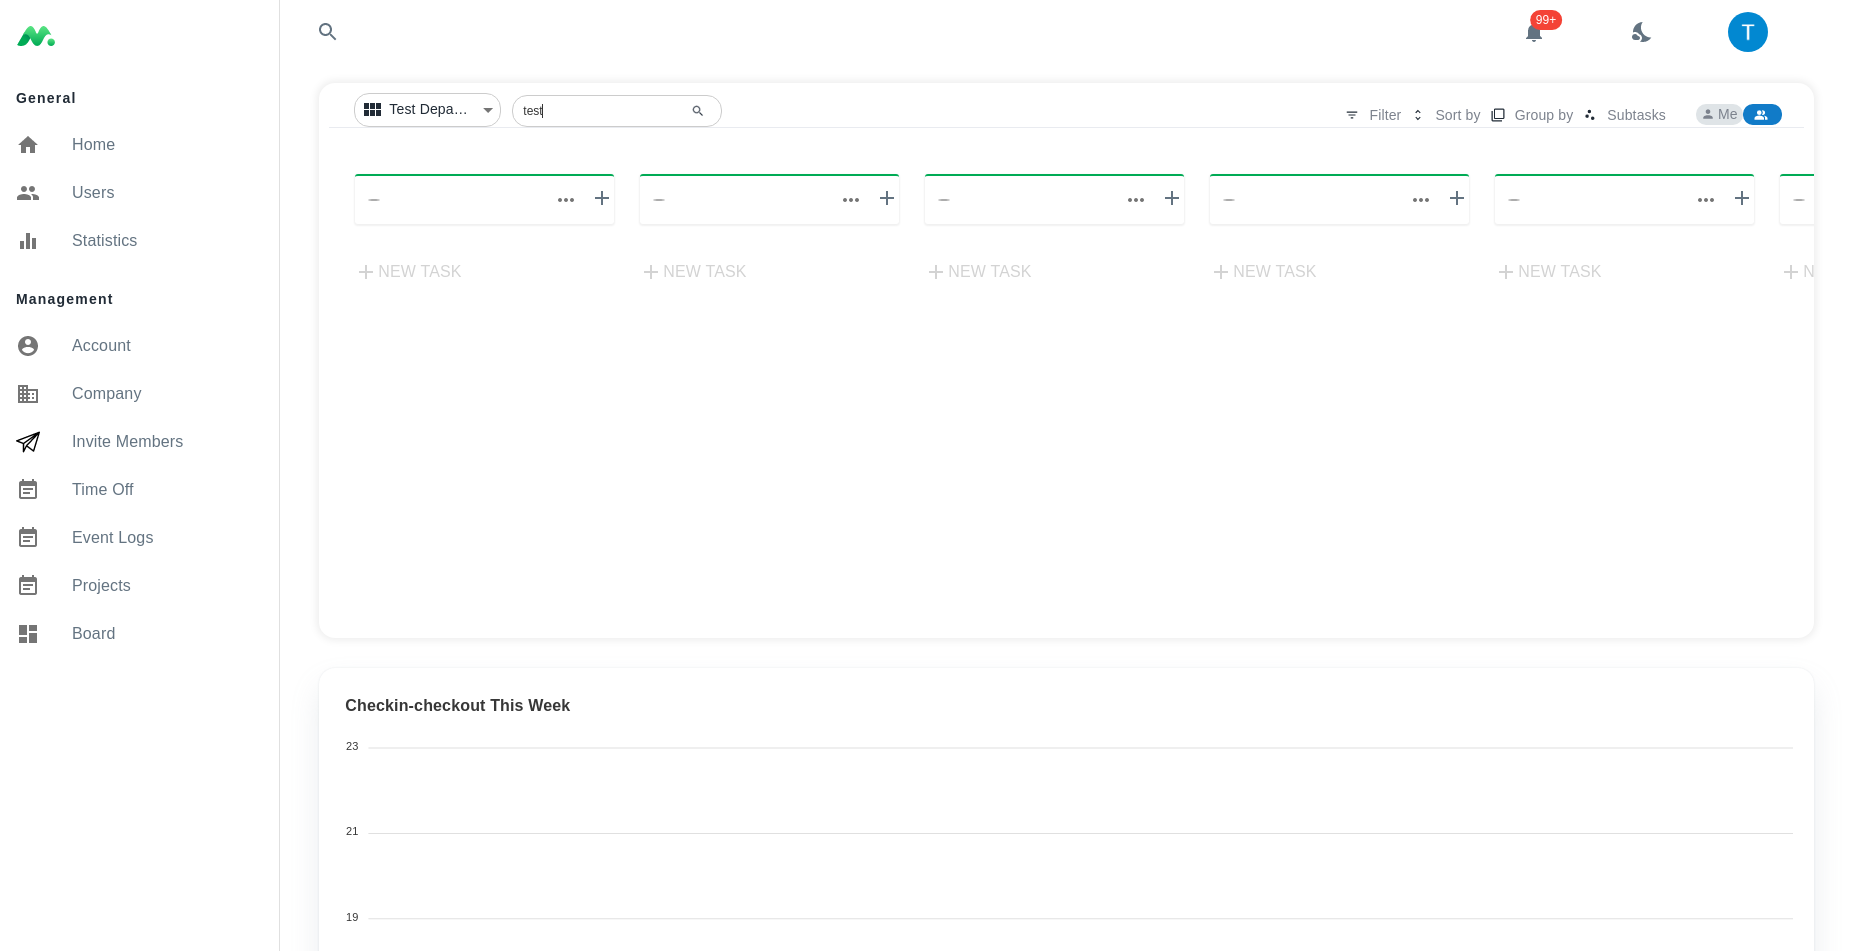 General
Home
Users
Statistics
Management
Account
Company
Invite Members
Time Off
Event Logs
Projects
Board
99+
T
Test Depa...
test
Filter
Sort by
Group by
Subtasks
Me
NEW TASK
NEW TASK
NEW TASK
NEW TASK
NEW TASK
N
Checkin-checkout This Week
23
21
19